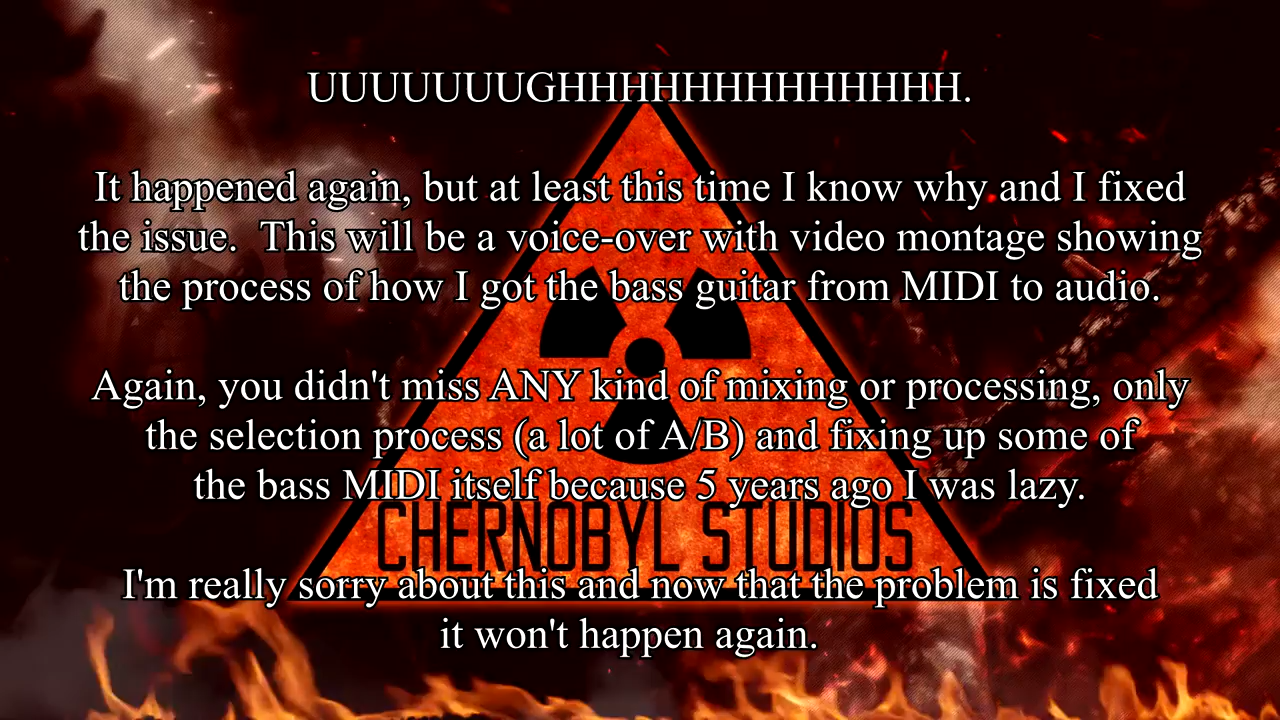 UUUUUUUGHHHHHHHHHHHHHH.
It happened again, but at least this time I know why and I fixed
the issue.  This will be a voice-over with video montage showing
the process of how I got the bass guitar from MIDI to audio.
Again, you didn't miss ANY kind of mixing or processing, only
the selection process (a lot of A/B) and fixing up some of
the bass MIDI itself because 5 years ago I was lazy.
CHERNOBYL STUDIOS
I'm really sorry about this and now that the problem is fixed
it won't happen again.